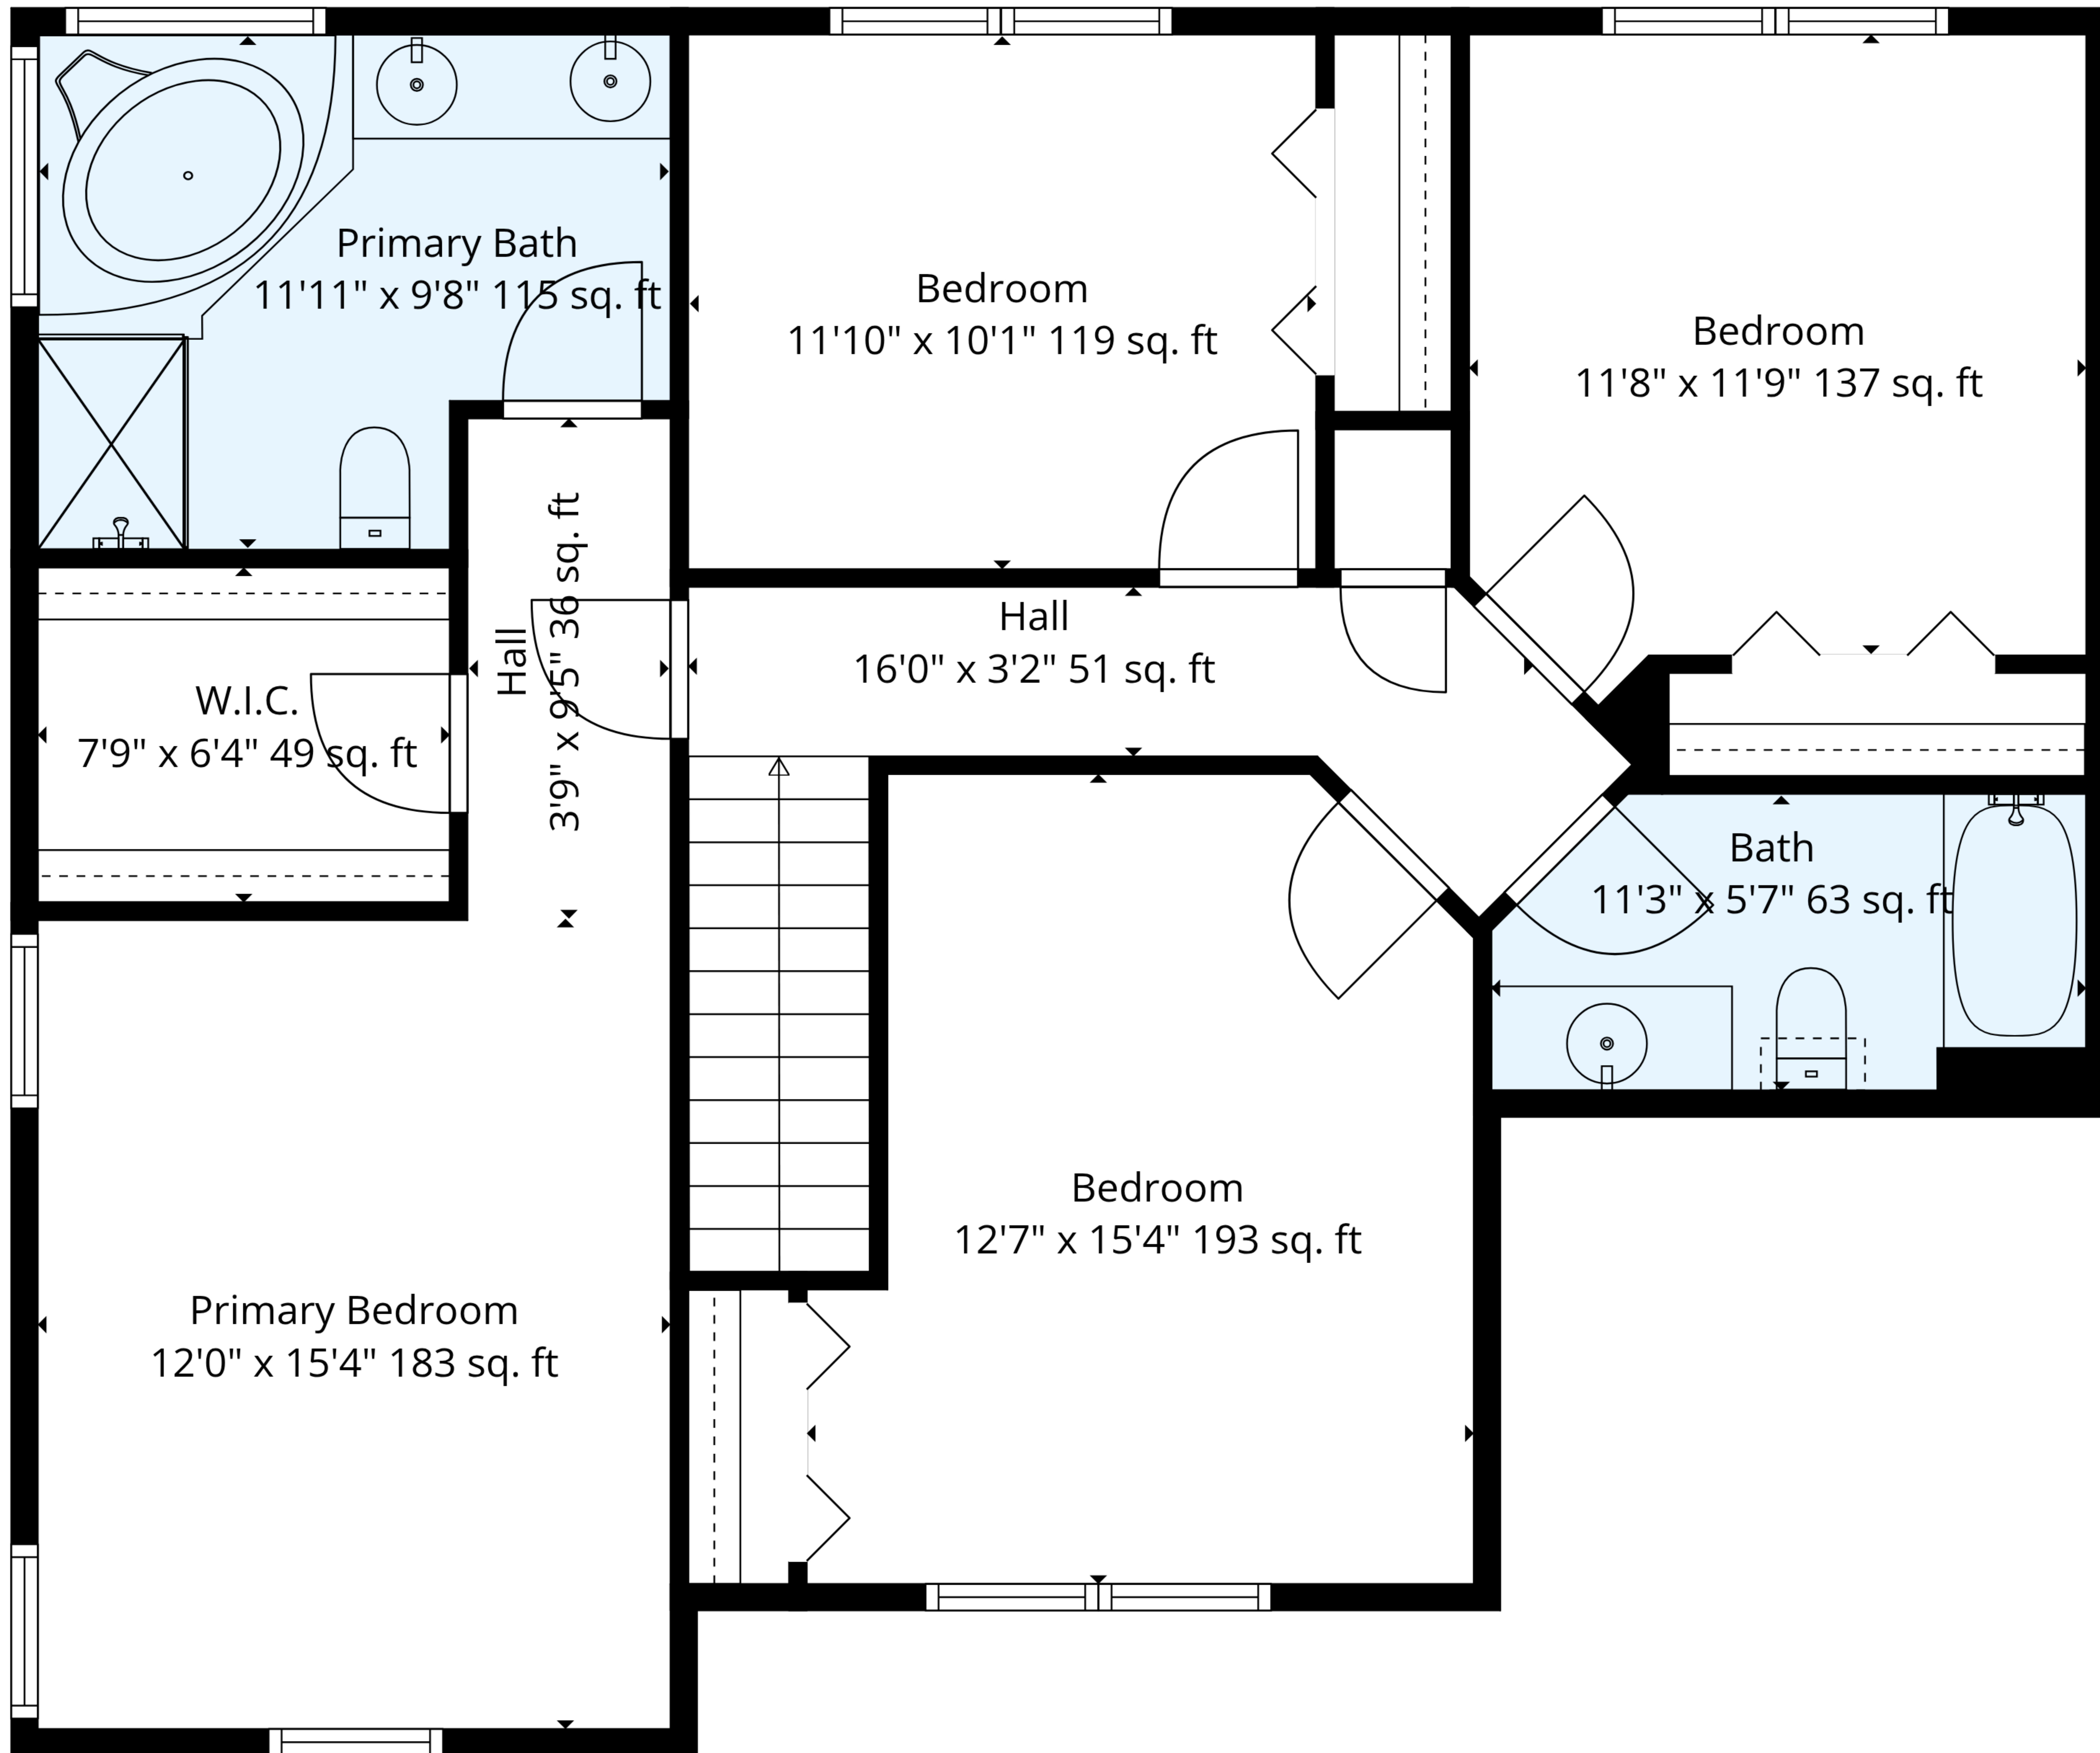 Primary Bath
11'11" x 9'8" 115 sq. ft
Bedroom
11'10" x 10'1" 119 sq. ft
Bedroom
11'8" x 11'9" 137 sq. ft
Hall
3'9" x 9'5" 36 sq. ft
Hall
16'0" x 3'2" 51 sq. ft
W.I.C.
7'9" x 6'4" 49 sq. ft
Bath
11'3" x 5'7" 63 sq. ft
Bedroom
12'7" x 15'4" 193 sq. ft
Primary Bedroom
12'0" x 15'4" 183 sq. ft